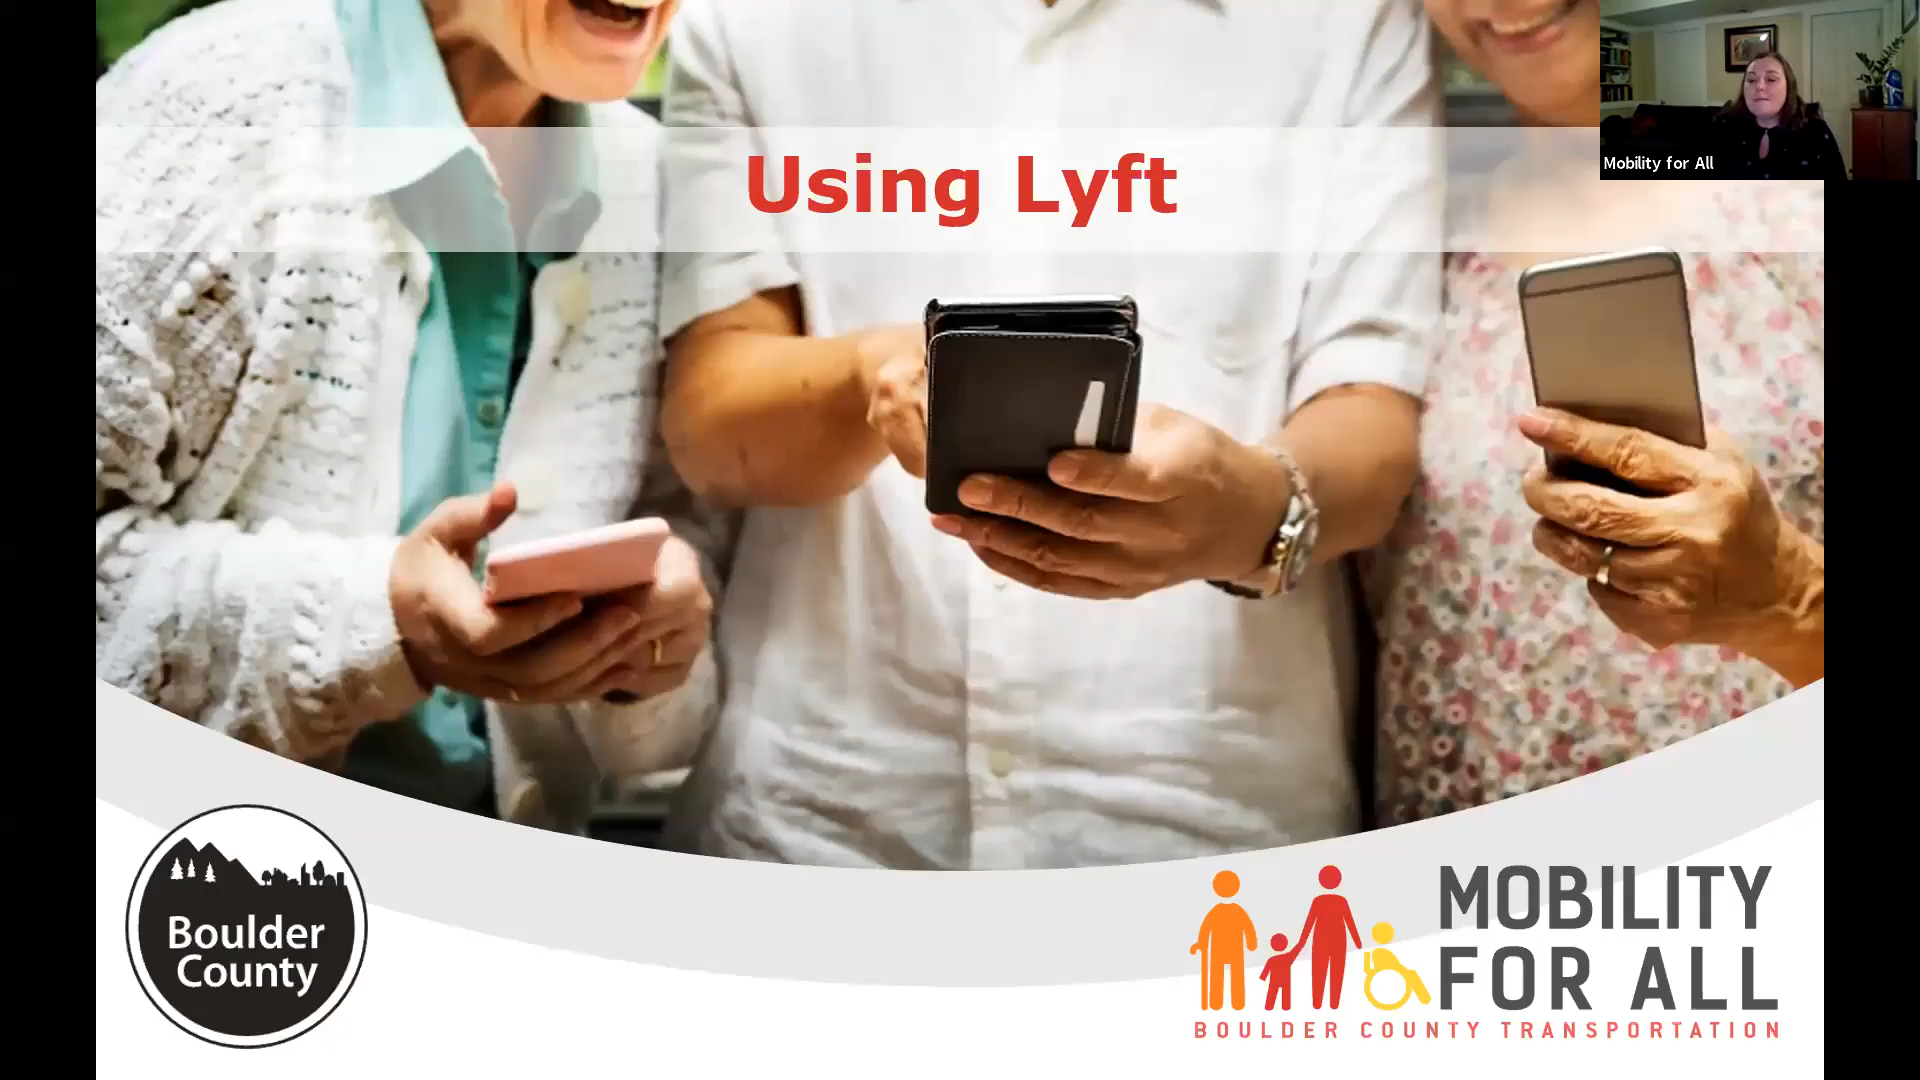 Using Lyft
Mobility for All
Boulder
County
MOBILITY
FOR ALL
BOULDER COUNTY TRANSPORTATION